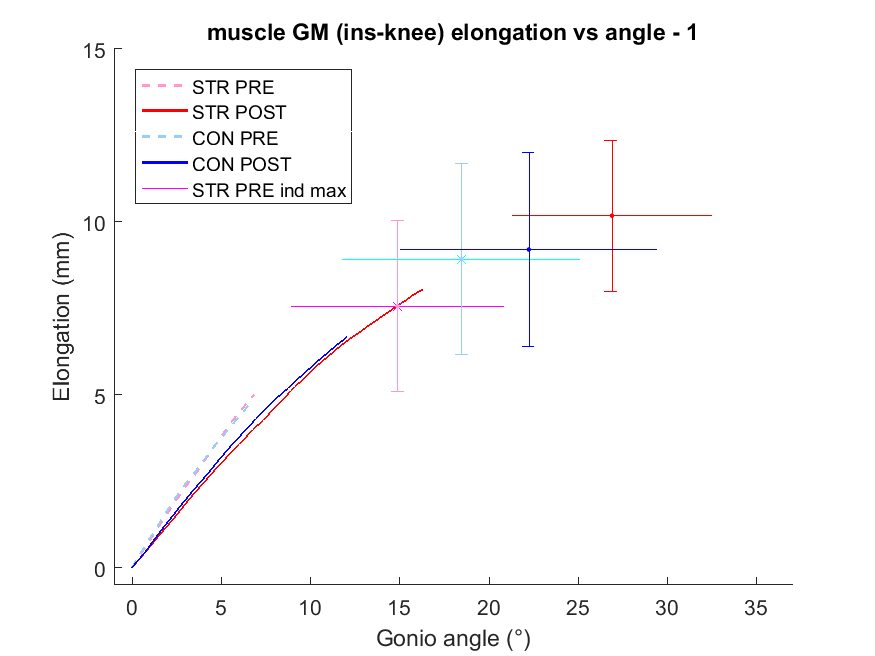 muscle GM (ins-knee) elongation vs angle - 1
15
10
5
0
Elongation (mm)
STR PRE
STR POST
CON PRE
CON POST
STR PRE ind max
0 5 10 15 20 25 30 35
Gonio angle (°)